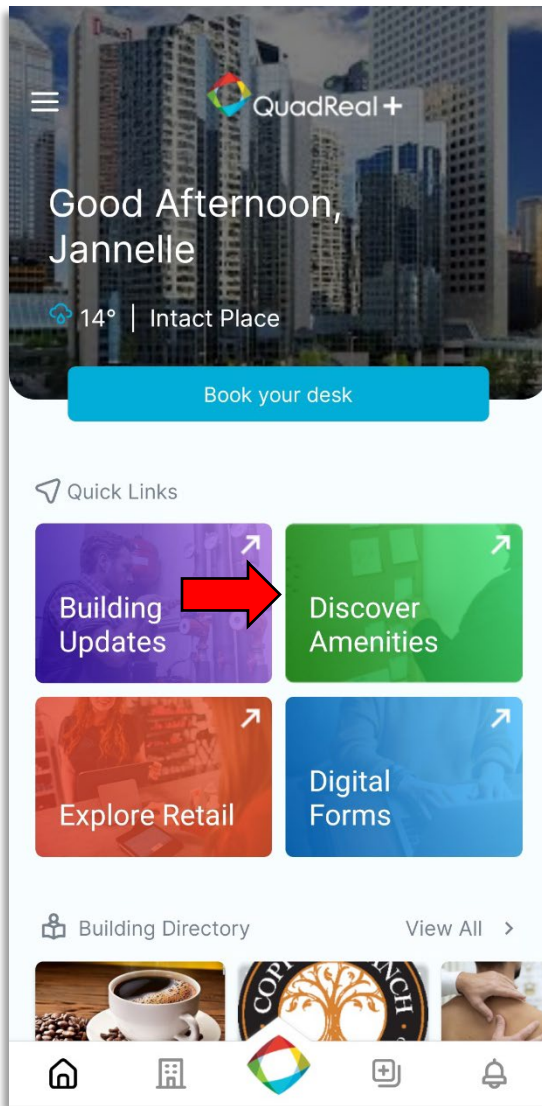 QuadReal+
Good Afternoon,
Jannelle
14° | Intact Place
Book your desk
Quick Links
Building
Updates
Discover
Amenities
Explore Retail
Digital
Forms
Building Directory
View All >